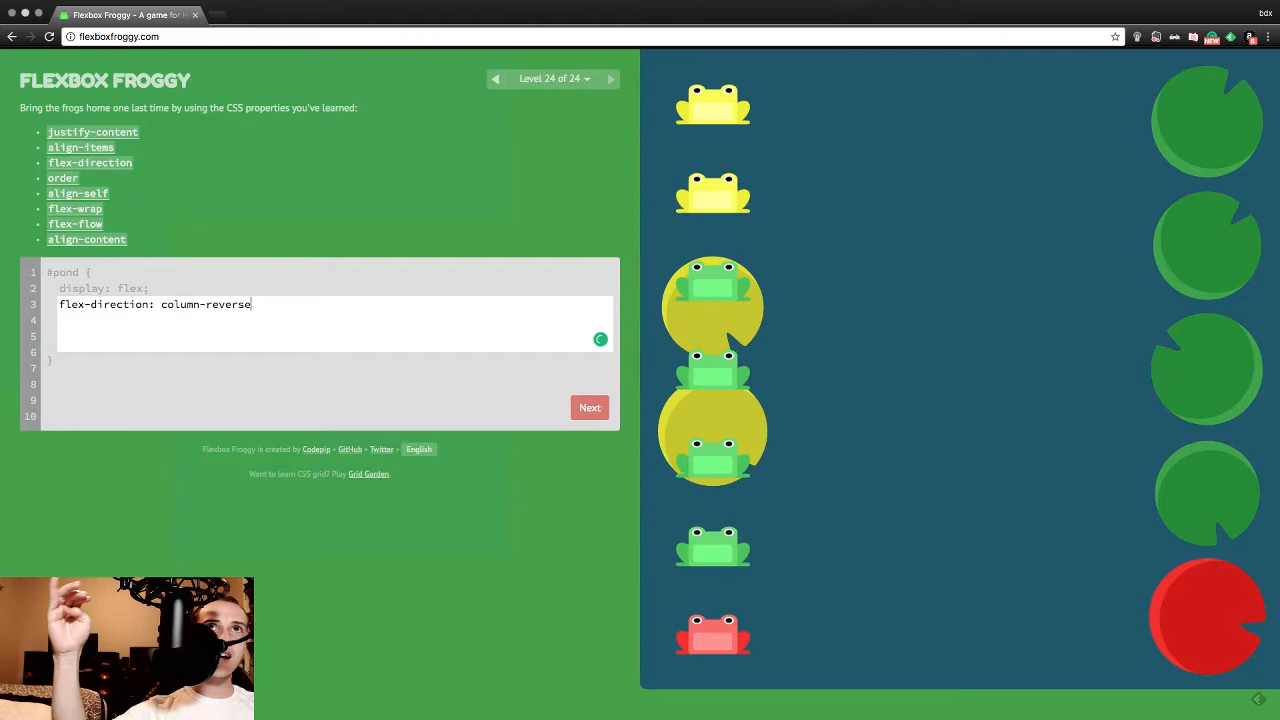 Flexbox Froggy - A game for le
bdx
flexboxfroggy.com
NEW
6
FLEXBOX FROGGY
Level 24 of 24
Bring the frogs home one last time by using the CSS properties you've learned:
justify-content
align-items
flex-direction
order
align-self
flex-wrap
flex-flow
align-content
1 #pond {
2 display: flex;
3 flex-direction: column-reverse
4
5
6
7 }
8
9
10
Next
Flexbox Froggy is created by Codepip • GitHub • Twitter • English
Want to learn CSS grid? Play Grid Garden.